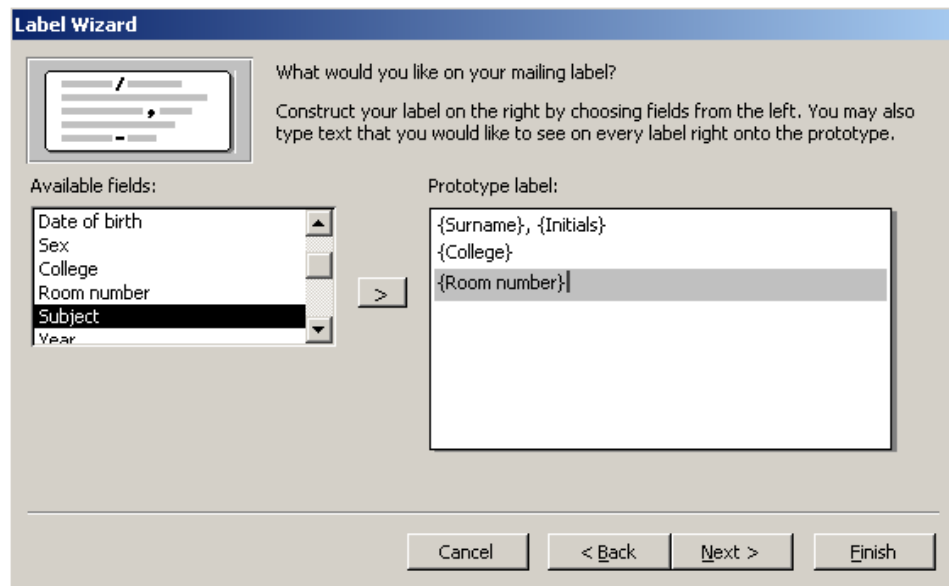 Label Wizard
What would you like on your mailing label?
Construct your label on the right by choosing fields from the left. You may also
type text that you would like to see on every label right onto the prototype.
Available fields:
Date of birth
Sex
College
Room number
Subject
Year
>
Prototype label:
{Surname}, {Initials}
{College}
{Room number}
Cancel
< Back
Next >
Finish